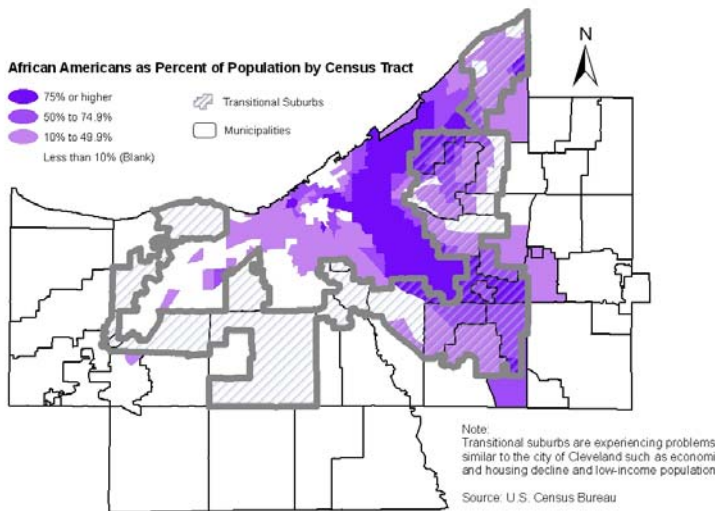 N
African Americans as Percent of Population by Census Tract
75% or higher
50% to 74.9%
10% to 49.9%
Less than 10% (Blank)
Transitional Suburbs
Municipalities
Note:
Transitional suburbs are experiencing problems
similar to the city of Cleveland such as economi
and housing decline and low-income population
Source: U.S. Census Bureau